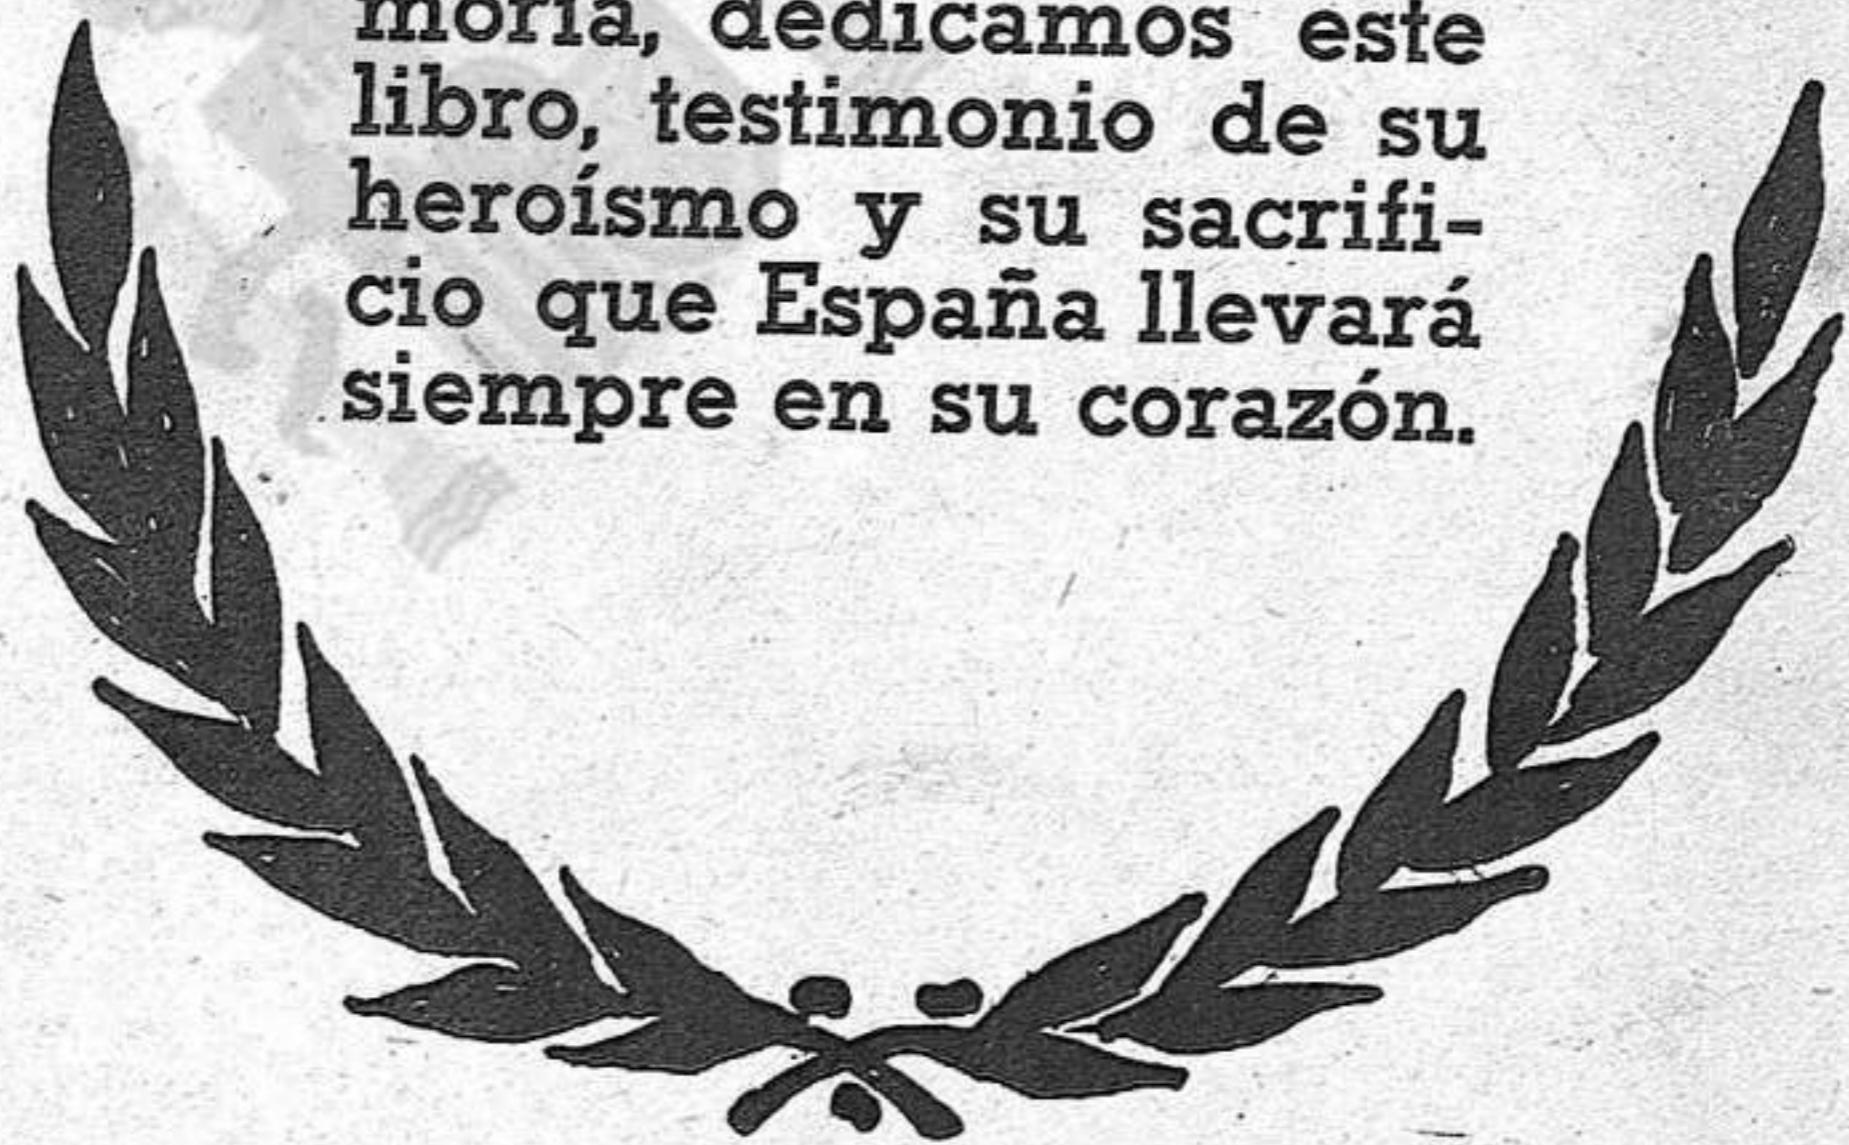 moria, dedicamos este
libro, testimonio de su
heroísmo y su sacrifi-
cio que España llevará
siempre en su corazón.